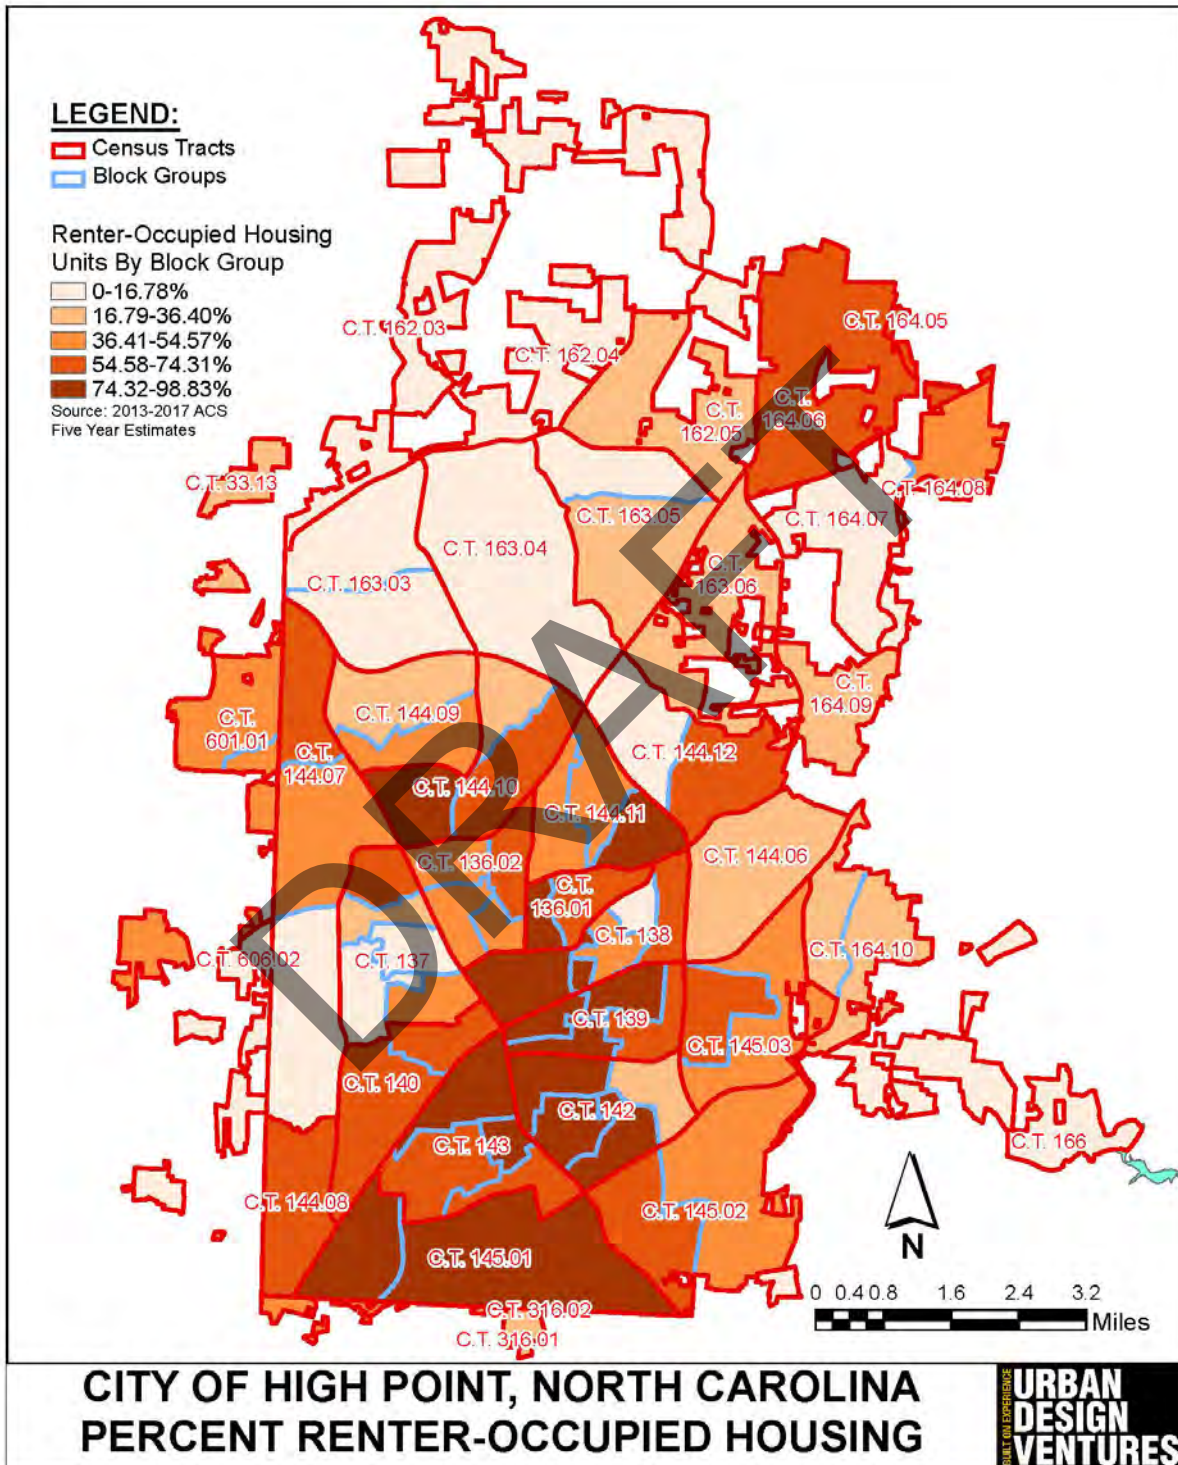 LEGEND:
Census Tracts
Block Groups
Renter-Occupied Housing
Units By Block Group
0-16.78%
16.79-36.40%
36.41-54.57%
54.58-74.31%
74.32-98.83%
Source: 2013-2017 ACS
Five Year Estimates
C.T. 162.03
C.T. 164.05
C.T. 162.04
C.T.
162.05
C.T.
164.06
C.T. 33.13
C.T. 164.08
C.T. 163.05
C.T. 164.07
C.T. 163.04
C.T. 163.03
C.T.
163.06
C.T.
164.09
C.T. 144.09
C.T.
601.01
C.T.
144.07
C.T. 144.12
C.T. 144.10
C.T. 144.11
C.T. 136.02
C.T. 144.06
C.T.
136.01
C.T. 138
C.T. 164.10
C.T. 606.02
C.T. 137
C.T. 139
C.T. 145.03
C.T. 140
C.T. 142
C.T. 143
C.T. 166
C.T. 144.08
C.T. 145.02
C.T. 145.01
C.T. 316.02
C.T. 316.01
DRAFT
N
0 0.4 0.8 1.6 2.4 3.2
Miles
CITY OF HIGH POINT, NORTH CAROLINA
PERCENT RENTER-OCCUPIED HOUSING
BUILT ON EXPERIENCE
URBAN
DESIGN
VENTURES